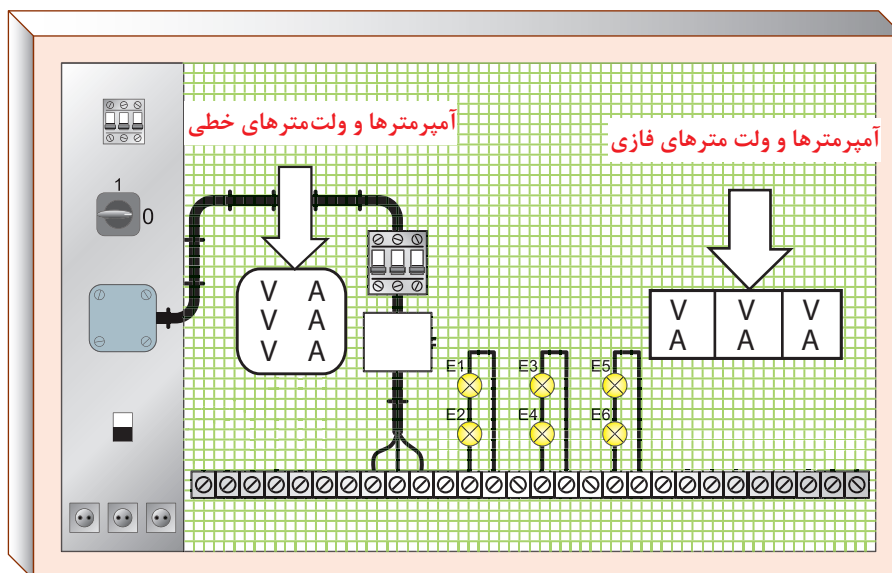 آمپرمترها و ولت‌مترهای خطی
آمپرمترها و ولت مترهای فازی
1
0
V A
V A
V A
V V V
A A A
E1 E3 E5
E2 E4 E6